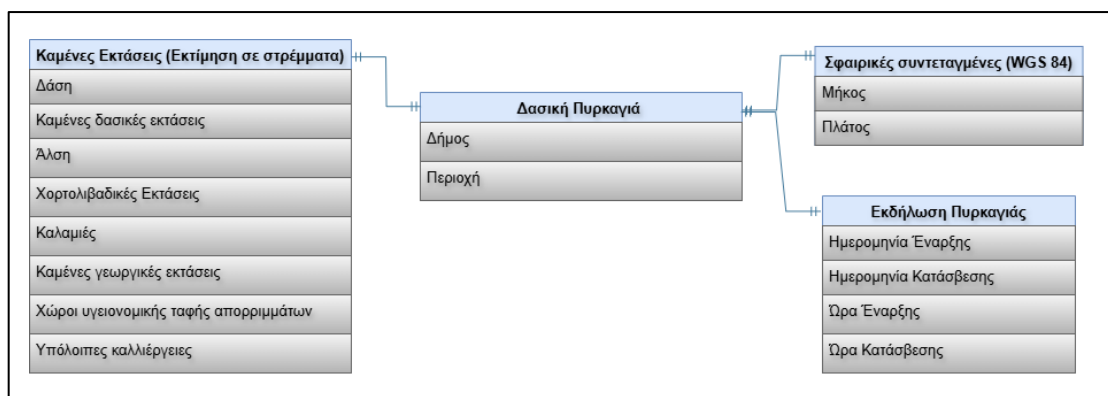 Καμένες Εκτάσεις (Εκτίμηση σε στρέμματα)
Δάση
Καμένες δασικές εκτάσεις
Άλση
Χορτολιβαδικές Εκτάσεις
Καλαμιές
Καμένες γεωργικές εκτάσεις
Χώροι υγειονομικής ταφής απορριμμάτων
Υπόλοιπες καλλιέργειες
Δασική Πυρκαγιά
Δήμος
Περιοχή
Σφαιρικές συντεταγμένες (WGS 84)
Μήκος
Πλάτος
Εκδήλωση Πυρκαγιάς
Ημερομηνία Έναρξης
Ημερομηνία Κατάσβεσης
Ώρα Έναρξης
Ώρα Κατάσβεσης